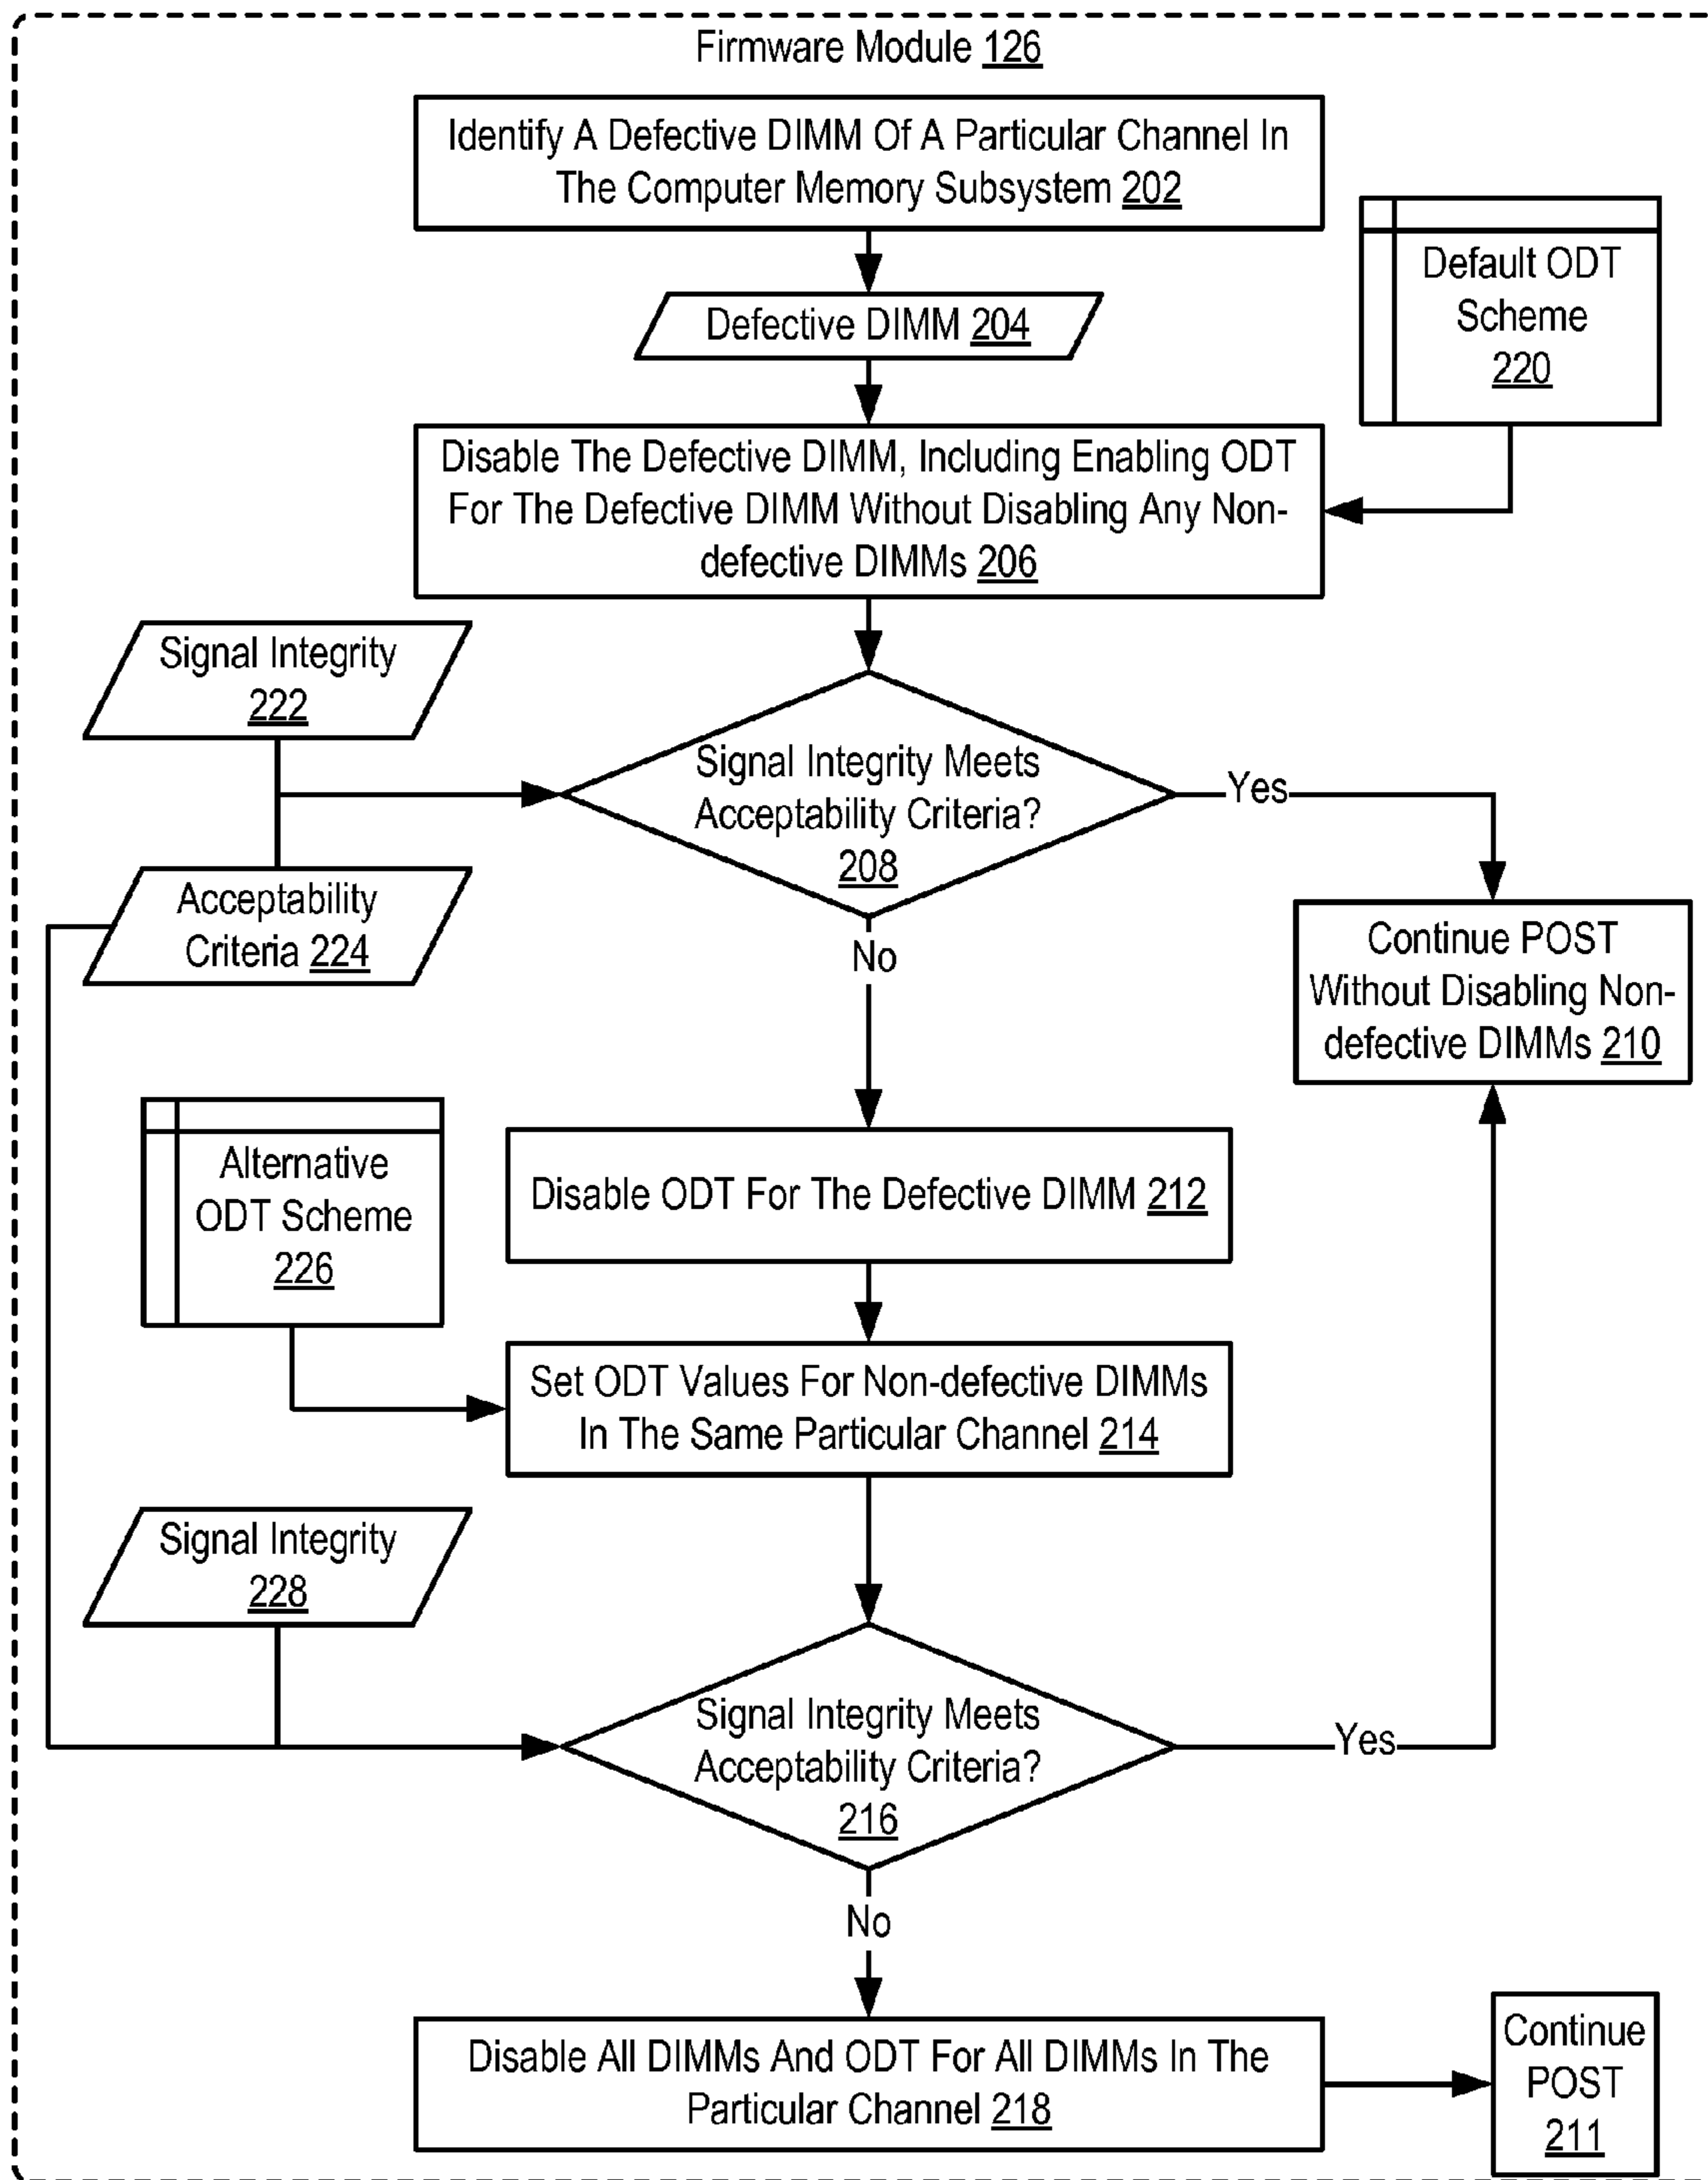 Firmware Module 126
Identify A Defective DIMM Of A Particular Channel In
The Computer Memory Subsystem 202
Default ODT
Scheme
220
Defective DIMM 204
Disable The Defective DIMM, Including Enabling ODT
For The Defective DIMM Without Disabling Any Non-
defective DIMMs 206
Signal Integrity
222
Signal Integrity Meets
Acceptability Criteria?
208
Yes
Acceptability
Criteria 224
No
Continue POST
Without Disabling Non-
defective DIMMs 210
Alternative
ODT Scheme
226
Disable ODT For The Defective DIMM 212
Set ODT Values For Non-defective DIMMs
In The Same Particular Channel 214
Signal Integrity
228
Signal Integrity Meets
Acceptability Criteria?
216
Yes
No
Disable All DIMMs And ODT For All DIMMs In The
Particular Channel 218
Continue
POST
211